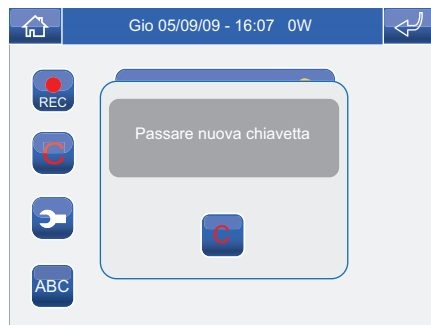 Gio 05/09/09 - 16:07 0W
REC
C
ABC
Passare nuova chiavetta
C